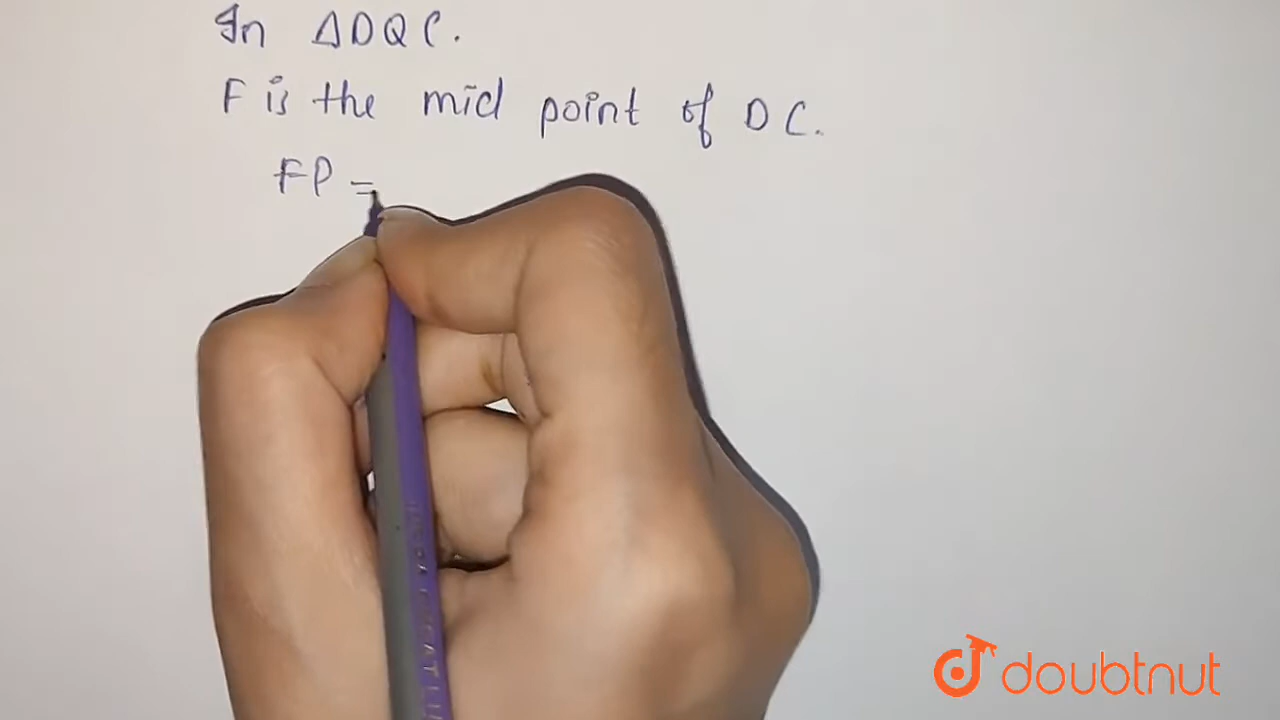 In ΔDQC.
F is the mid point of DC.
FP =
doubtnut